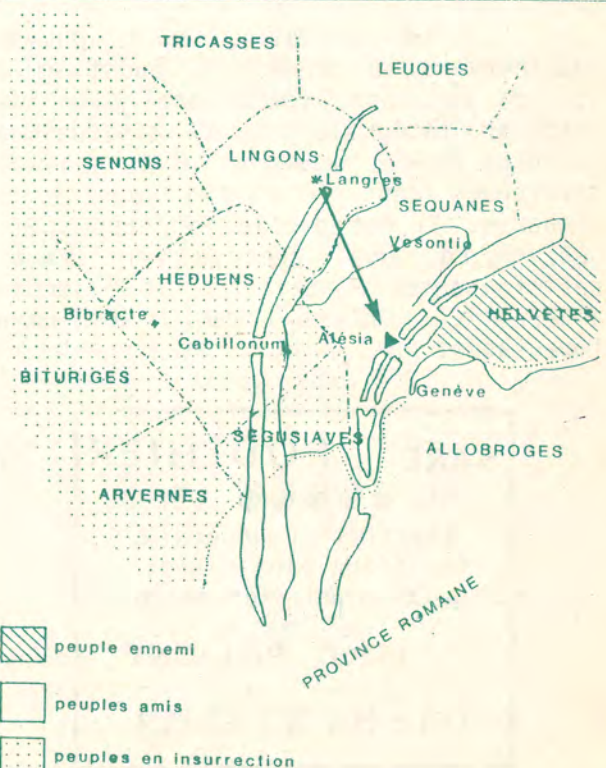 TRICASSES
LEUQUES
SENONS
LINGONS
*Langres
SEQUANES
Vesontio
HEDUENS
Bibracte
HELVETES
Cabillonum
Alésia
BITURIGES
Genève
SEGUSIAVES
ALLOBROGES
ARVERNES
PROVINCE ROMAINE
peuple ennemi
peuples amis
peuples en insurrection